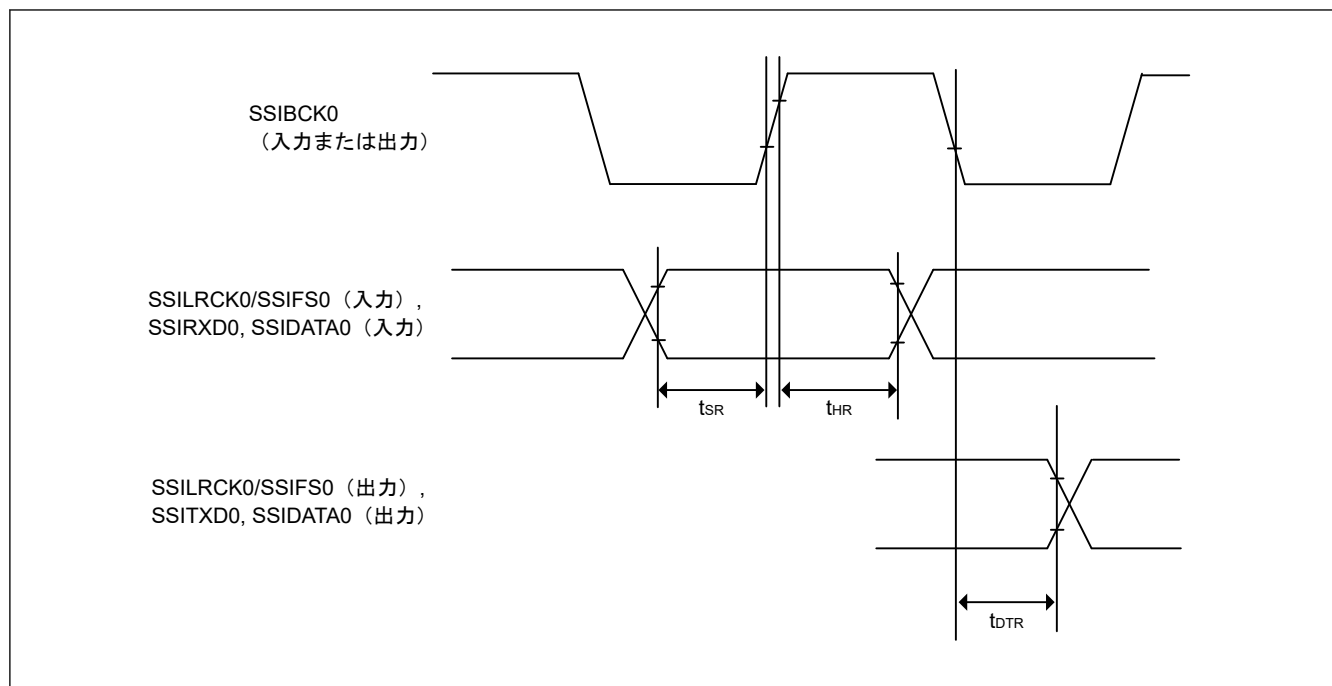 SSIBCK0
（入力または出力）
SSILRCK0/SSIFS0（入力）,
SSIRXD0, SSIDATA0（入力）
tSR
tHR
SSILRCK0/SSIFS0（出力）,
SSITXD0, SSIDATA0（出力）
tDTR